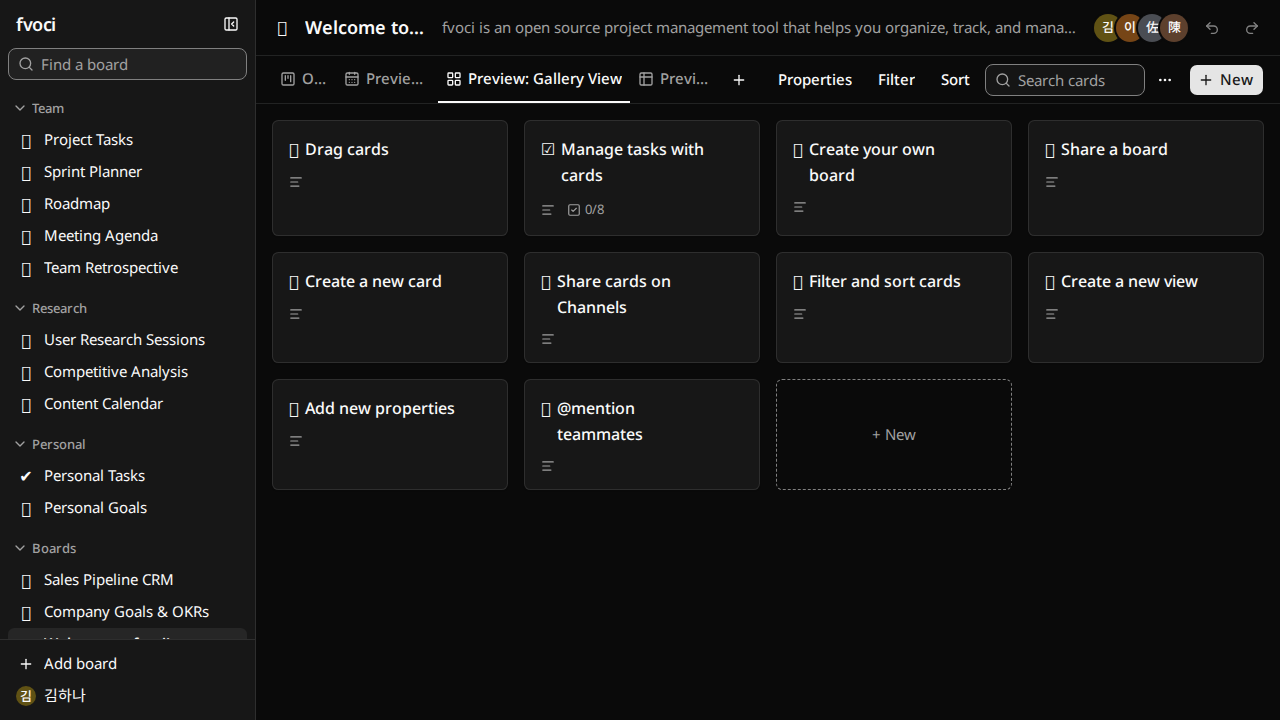 fvoci
Find a board
Team
Project Tasks
Sprint Planner
Roadmap
Meeting Agenda
Team Retrospective
Research
User Research Sessions
Competitive Analysis
Content Calendar
Personal
Personal Tasks
Personal Goals
Boards
Sales Pipeline CRM
Company Goals & OKRs
Add board
김 김하나
Welcome to...
fvoci is an open source project management tool that helps you organize, track, and mana...
김 이 佐 陳
O...
Previe...
Preview: Gallery View
Previ...
Properties
Filter
Sort
Search cards
New
Drag cards
Manage tasks with
cards
0/8
Create your own
board
Share a board
Create a new card
Share cards on
Channels
Filter and sort cards
Create a new view
Add new properties
@mention
teammates
+ New